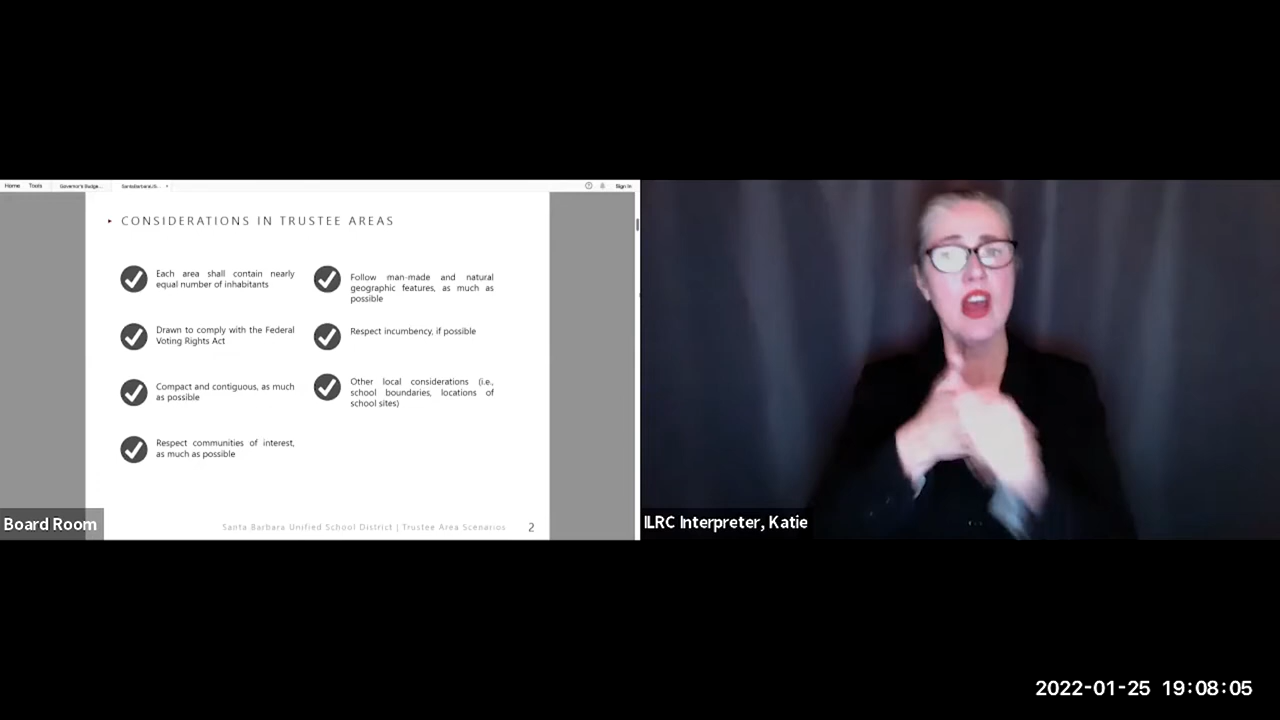 Home Tools Governor's Budge... SantaBarbaraUS... × Sign In
CONSIDERATIONS IN TRUSTEE AREAS
Each area shall contain nearly
equal number of inhabitants
Drawn to comply with the Federal
Voting Rights Act
Compact and contiguous, as much
as possible
Respect communities of interest,
as much as possible
Follow man-made and natural
geographic features, as much as
possible
Respect incumbency, if possible
Other local considerations (i.e.,
school boundaries, locations of
school sites)
Santa Barbara Unified School District | Trustee Area Scenarios 2
Board Room
ILRC Interpreter, Katie
2022-01-25 19:08:05